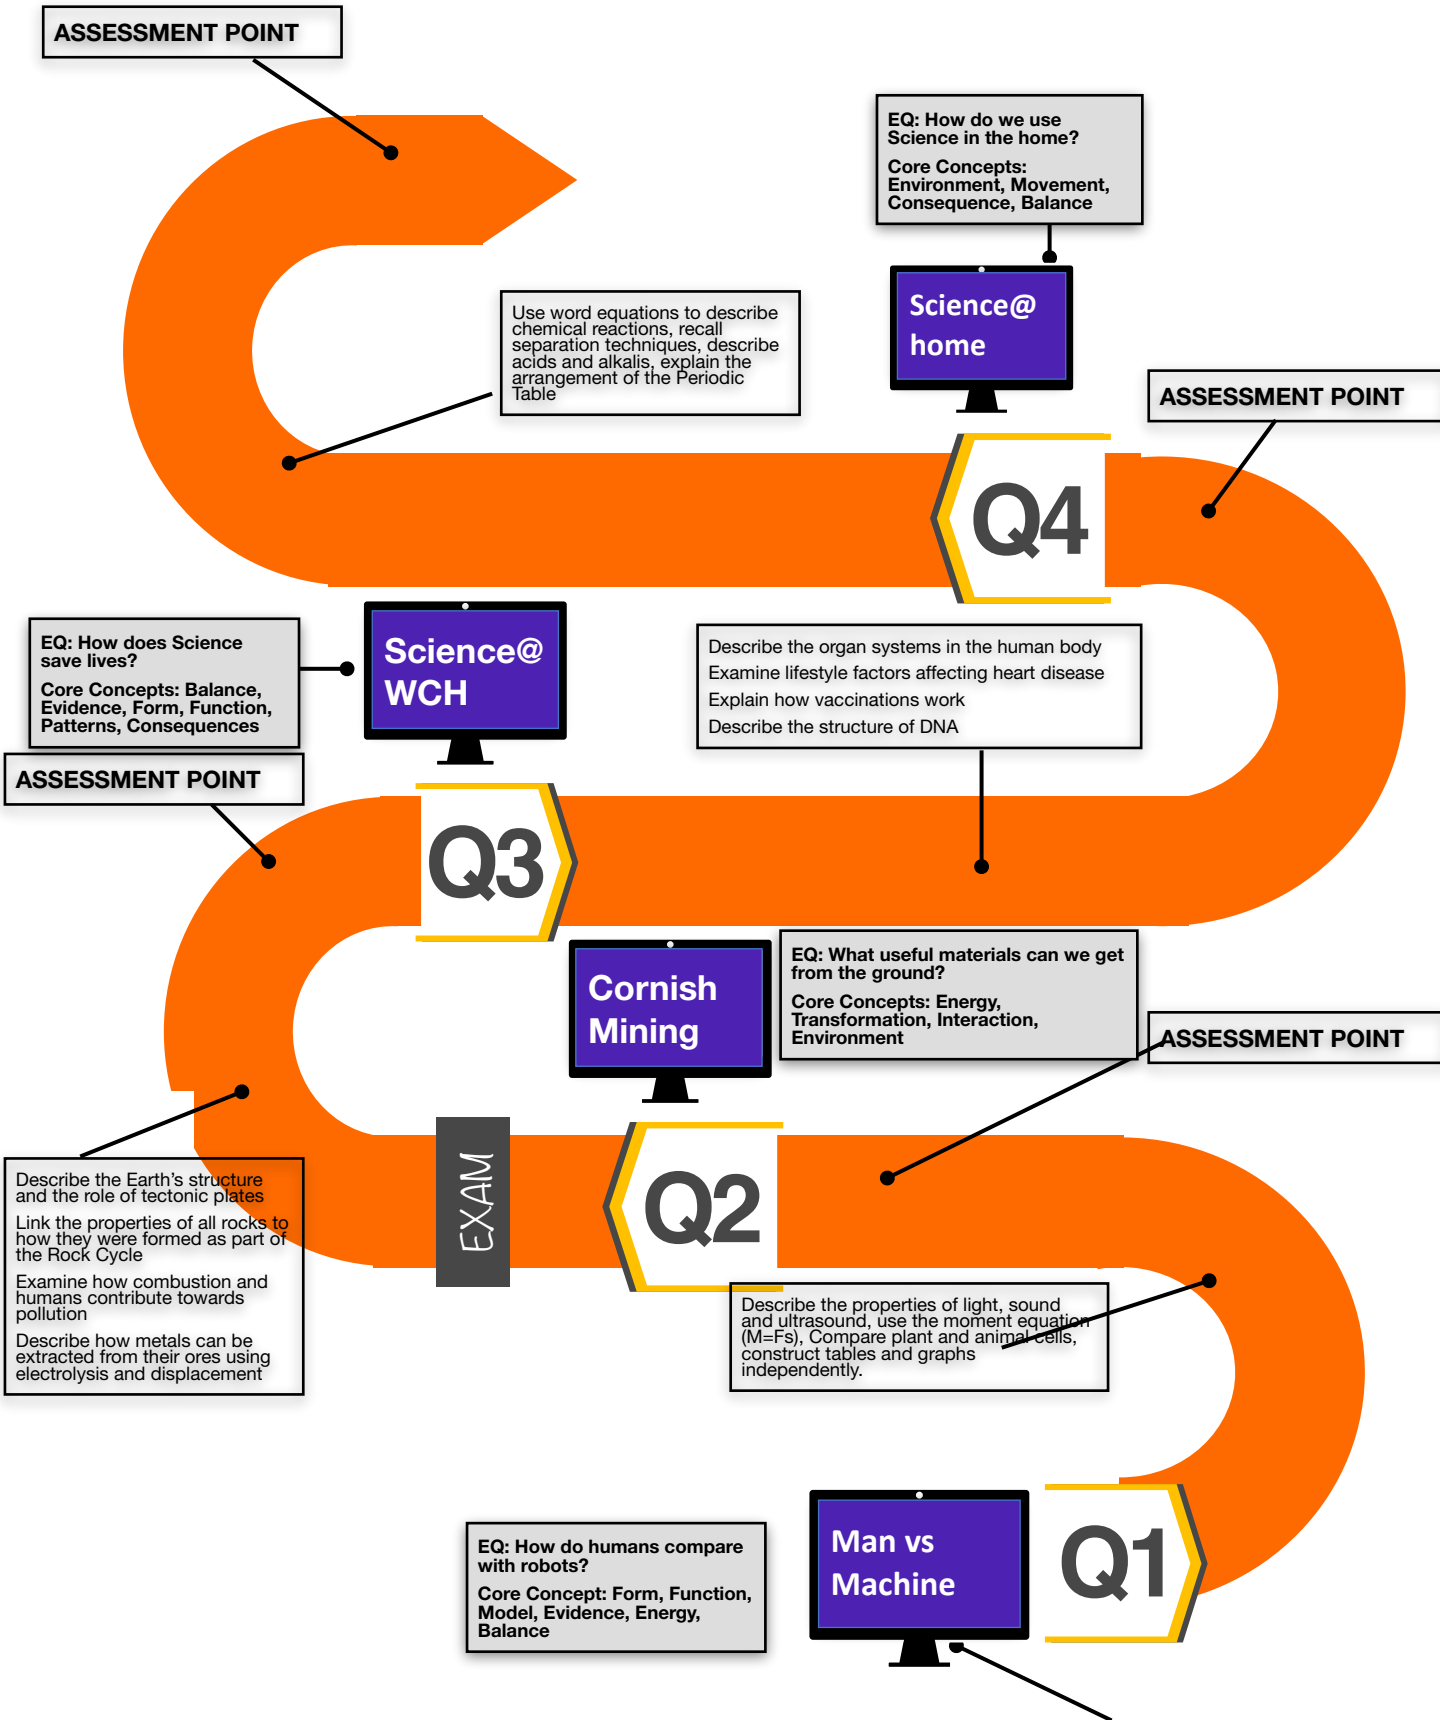 ASSESSMENT POINT
EQ: How do we use
Science in the home?
Core Concepts:
Environment, Movement,
Consequence, Balance
Science@
home
Use word equations to describe
chemical reactions, recall
separation techniques, describe
acids and alkalis, explain the
arrangement of the Periodic
Table
ASSESSMENT POINT
Q4
EQ: How does Science
save lives?
Core Concepts: Balance,
Evidence, Form, Function,
Patterns, Consequences
Science@
WCH
Describe the organ systems in the human body
Examine lifestyle factors affecting heart disease
Explain how vaccinations work
Describe the structure of DNA
ASSESSMENT POINT
Q3
Cornish
Mining
EQ: What useful materials can we get
from the ground?
Core Concepts: Energy,
Transformation, Interaction,
Environment
ASSESSMENT POINT
EXAM
Q2
Describe the Earth's structure
and the role of tectonic plates
Link the properties of all rocks to
how they were formed as part of
the Rock Cycle
Examine how combustion and
humans contribute towards
pollution
Describe how metals can be
extracted from their ores using
electrolysis and displacement
Describe the properties of light, sound
and ultrasound, use the moment equation
(M=Fs), Compare plant and animal cells,
construct tables and graphs
independently.
EQ: How do humans compare
with robots?
Core Concept: Form, Function,
Model, Evidence, Energy,
Balance
Man vs
Machine
Q1